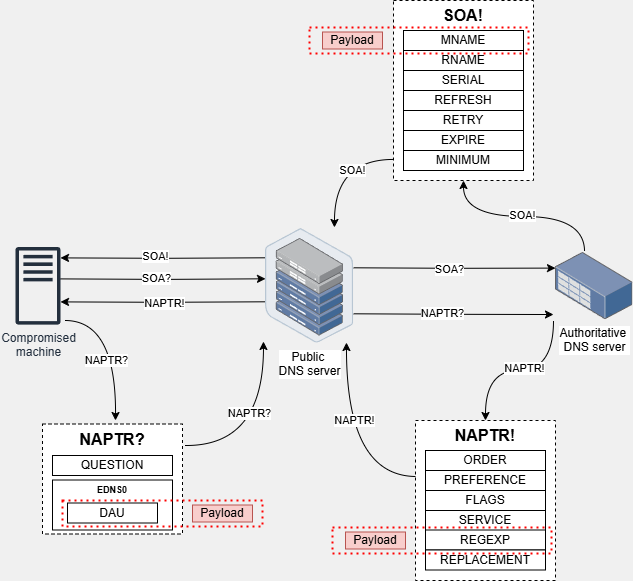 SOA!
Payload
MNAME
RNAME
SERIAL
REFRESH
RETRY
EXPIRE
MINIMUM
SOA!
SOA!
SOA!
SOA?
NAPTR!
SOA?
NAPTR?
Compromised
machine
Public
DNS server
Authoritative
DNS server
NAPTR?
NAPTR!
NAPTR?
NAPTR!
NAPTR?
QUESTION
EDNS0
DAU
Payload
NAPTR!
ORDER
PREFERENCE
FLAGS
SERVICE
Payload
REGEXP
REPLACEMENT